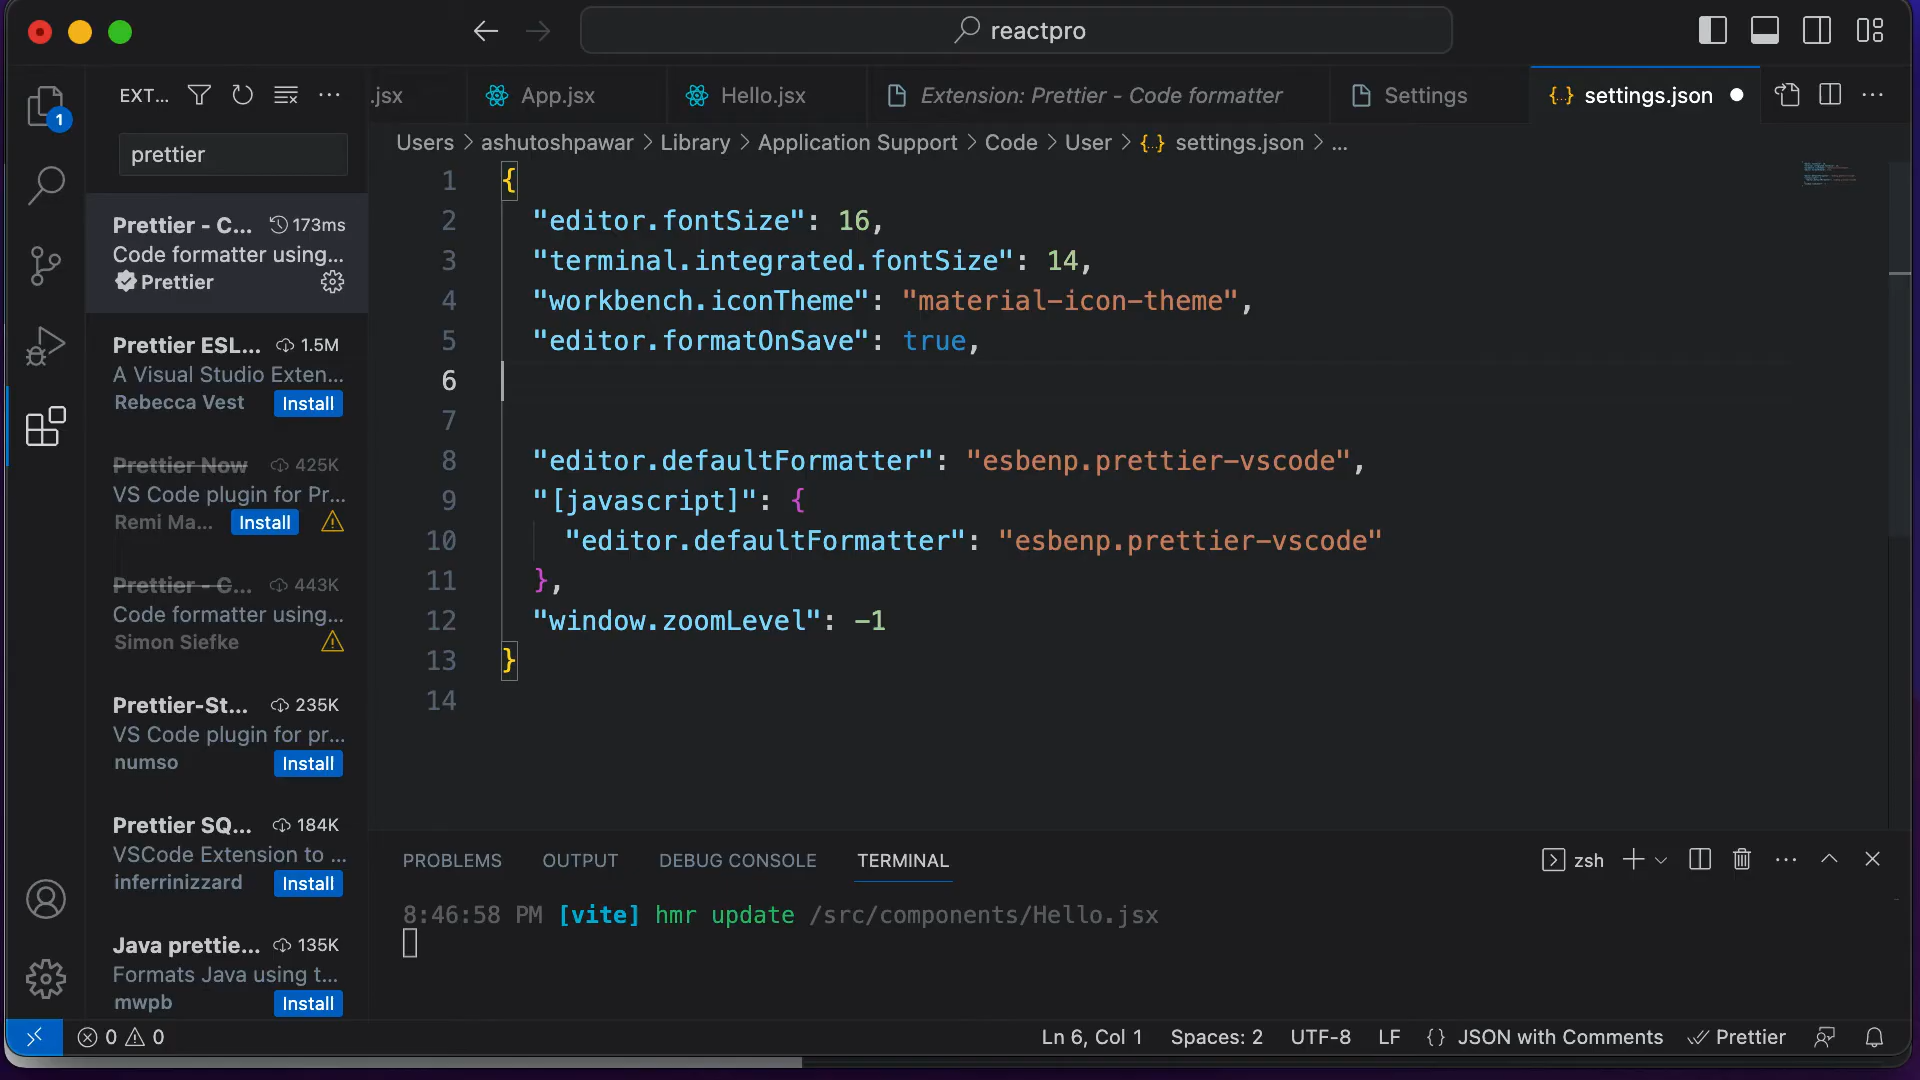 reactpro
EXT...
.jsx
App.jsx
Hello.jsx
Extension: Prettier - Code formatter
Settings
{..} settings.json
Users > ashutoshpawar > Library > Application Support > Code > User > {..} settings.json > ...
1
prettier
Prettier - C... 173ms
Code formatter using...
Prettier
Prettier ESL... 1.5M
A Visual Studio Exten...
Rebecca Vest Install
Prettier Now 425K
VS Code plugin for Pr...
Remi Ma... Install
Prettier - C... 443K
Code formatter using...
Simon Siefke
Prettier-St... 235K
VS Code plugin for pr...
numso Install
Prettier SQ... 184K
VSCode Extension to ...
inferrinizzard Install
Java prettie... 135K
Formats Java using t...
mwpb Install
1 {
2 "editor.fontSize": 16,
3 "terminal.integrated.fontSize": 14,
4 "workbench.iconTheme": "material-icon-theme",
5 "editor.formatOnSave": true,
6
7
8 "editor.defaultFormatter": "esbenp.prettier-vscode",
9 "[javascript]": {
10 "editor.defaultFormatter": "esbenp.prettier-vscode"
11 },
12 "window.zoomLevel": -1
13 }
14
PROBLEMS OUTPUT DEBUG CONSOLE TERMINAL
zsh
8:46:58 PM [vite] hmr update /src/components/Hello.jsx
0 0
Ln 6, Col 1 Spaces: 2 UTF-8 LF {} JSON with Comments Prettier